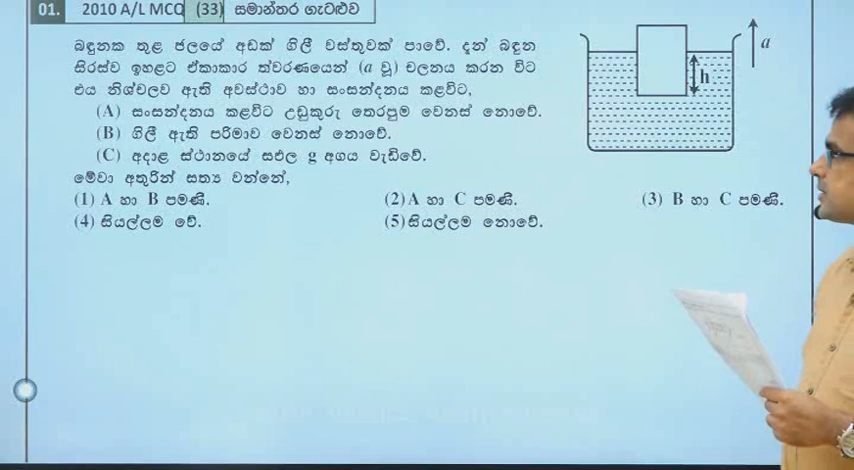 01. 2010 A/L MCQ (33) සමාන්තර ගැටළුව
බඳුනක තුළ ජලයේ අඩක් ගිලී වස්තුවක් පාවේ. දැන් බඳුන
සිරස්ව ඉහළට ඒකාකාර ත්වරණයෙන් (a වූ) චලනය කරන විට
එය නිශ්චලව ඇති අවස්ථාව හා සංසන්දනය කළවිට,
(A) සංසන්දනය කළවිට උඩුකුරු තෙරපුම වෙනස් නොවේ.
(B) ගිලී ඇති පරිමාව වෙනස් නොවේ.
(C) අදාළ ස්ථානයේ සඵල g අගය වැඩිවේ.
මේවා අතුරින් සත්‍ය වන්නේ,
(1) A හා B පමණි. (2) A හා C පමණි. (3) B හා C පමණි.
(4) සියල්ලම වේ. (5) සියල්ලම නොවේ.
a
h